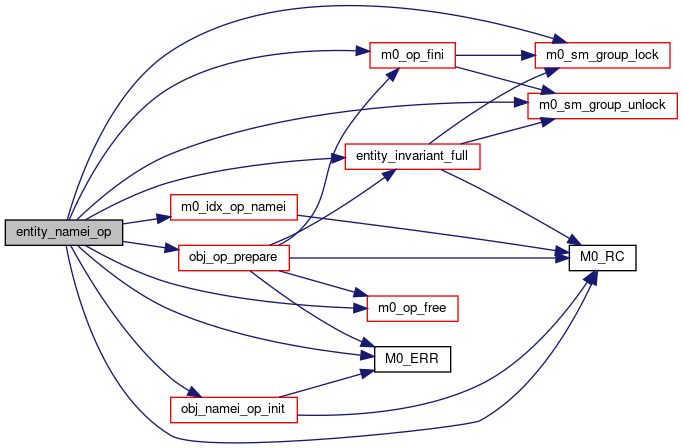 m0_op_fini
m0_sm_group_lock
m0_sm_group_unlock
entity_invariant_full
m0_idx_op_namei
entity_namei_op
obj_op_prepare
M0_RC
m0_op_free
M0_ERR
obj_namei_op_init